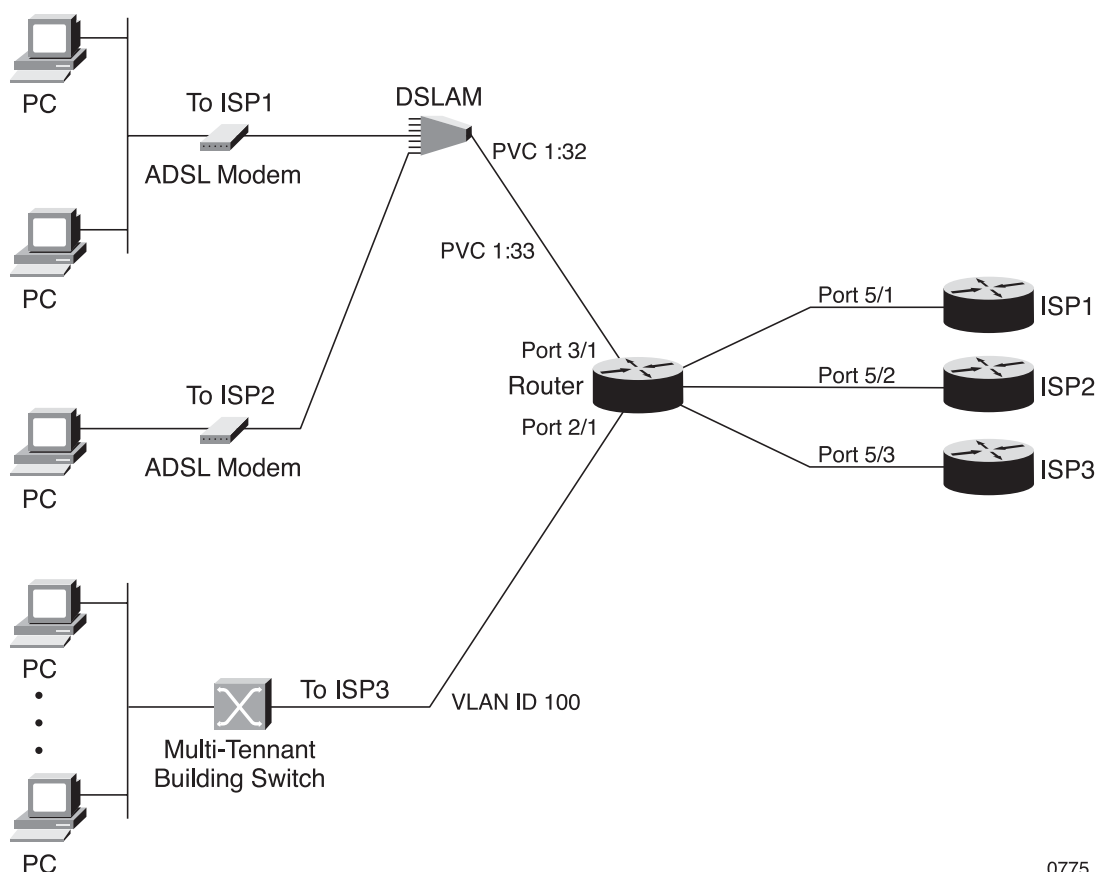 PC
To ISP1
ADSL Modem
DSLAM
PVC 1:32
PC
PVC 1:33
Port 3/1
Router
Port 2/1
Port 5/1
ISP1
Port 5/2
ISP2
Port 5/3
ISP3
PC
To ISP2
ADSL Modem
PC
To ISP3
VLAN ID 100
Multi-Tennant
Building Switch
PC
0775